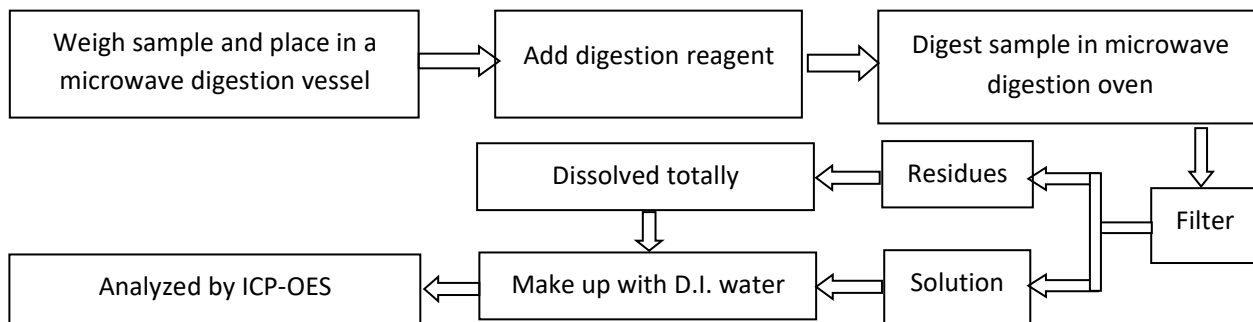 Weigh sample and place in a
microwave digestion vessel
Add digestion reagent
Digest sample in microwave
digestion oven
Filter
Residues
Dissolved totally
Solution
Make up with D.I. water
Analyzed by ICP-OES